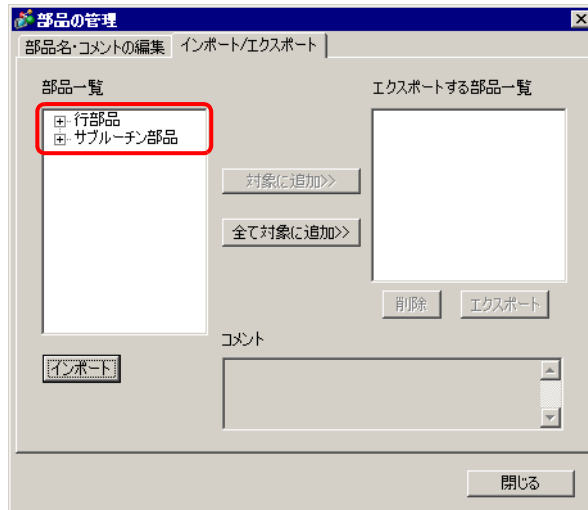 部品の管理
部品名・コメントの編集 インポート/エクスポート
部品一覧
エクスポートする部品一覧
行部品
サブルーチン部品
対象に追加>>
全て対象に追加>>
削除 エクスポート
コメント
インポート
閉じる